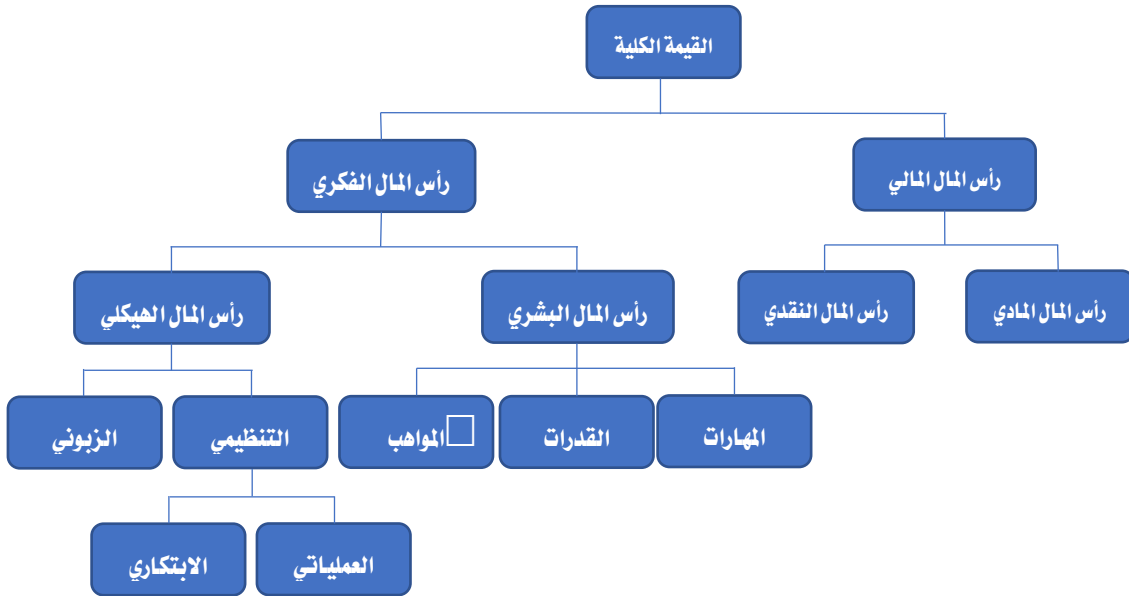 القيمة الكلية
رأس المال المالي
رأس المال الفكري
رأس المال المادي
رأس المال النقدي
رأس المال البشري
رأس المال الهيكلي
المهارات
القدرات
المواهب
التنظيمي
الزبوني
العملياتي
الابتكاري